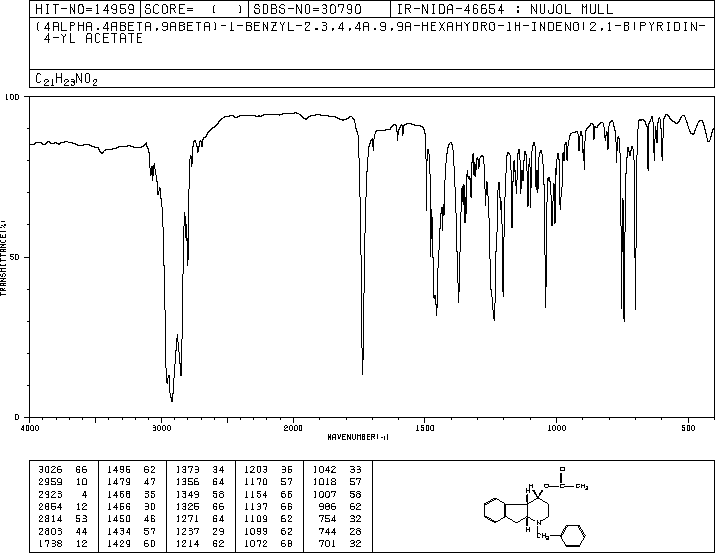 HIT-NO=14959 SCORE= ( ) SDBS-NO=30790 IR-NIDA-46654 : NUJOL MULL
(4ALPHA,4ABETA,9ABETA)-1-BENZYL-2,3,4,4A,9,9A-HEXAHYDRO-1H-INDENO(2,1-B)PYRIDIN-
4-YL ACETATE
C21H23NO2
100
TRANSMITTANCE(%)
50
0
4000 3000 2000 1500 1000 500
WAVENUMBER(-1)
3026 66 1496 62 1373 34 1203 36 1042 33
2959 10 1479 47 1356 64 1170 57 1018 57
2923 4 1468 35 1349 58 1154 66 1007 58
2854 12 1456 30 1326 66 1137 66 986 62
2814 53 1450 46 1271 64 1109 62 754 32
2803 44 1434 57 1237 29 1099 62 744 28
1738 12 1429 60 1214 62 1072 68 701 32
O
H
O C CH3
H
N
CH2